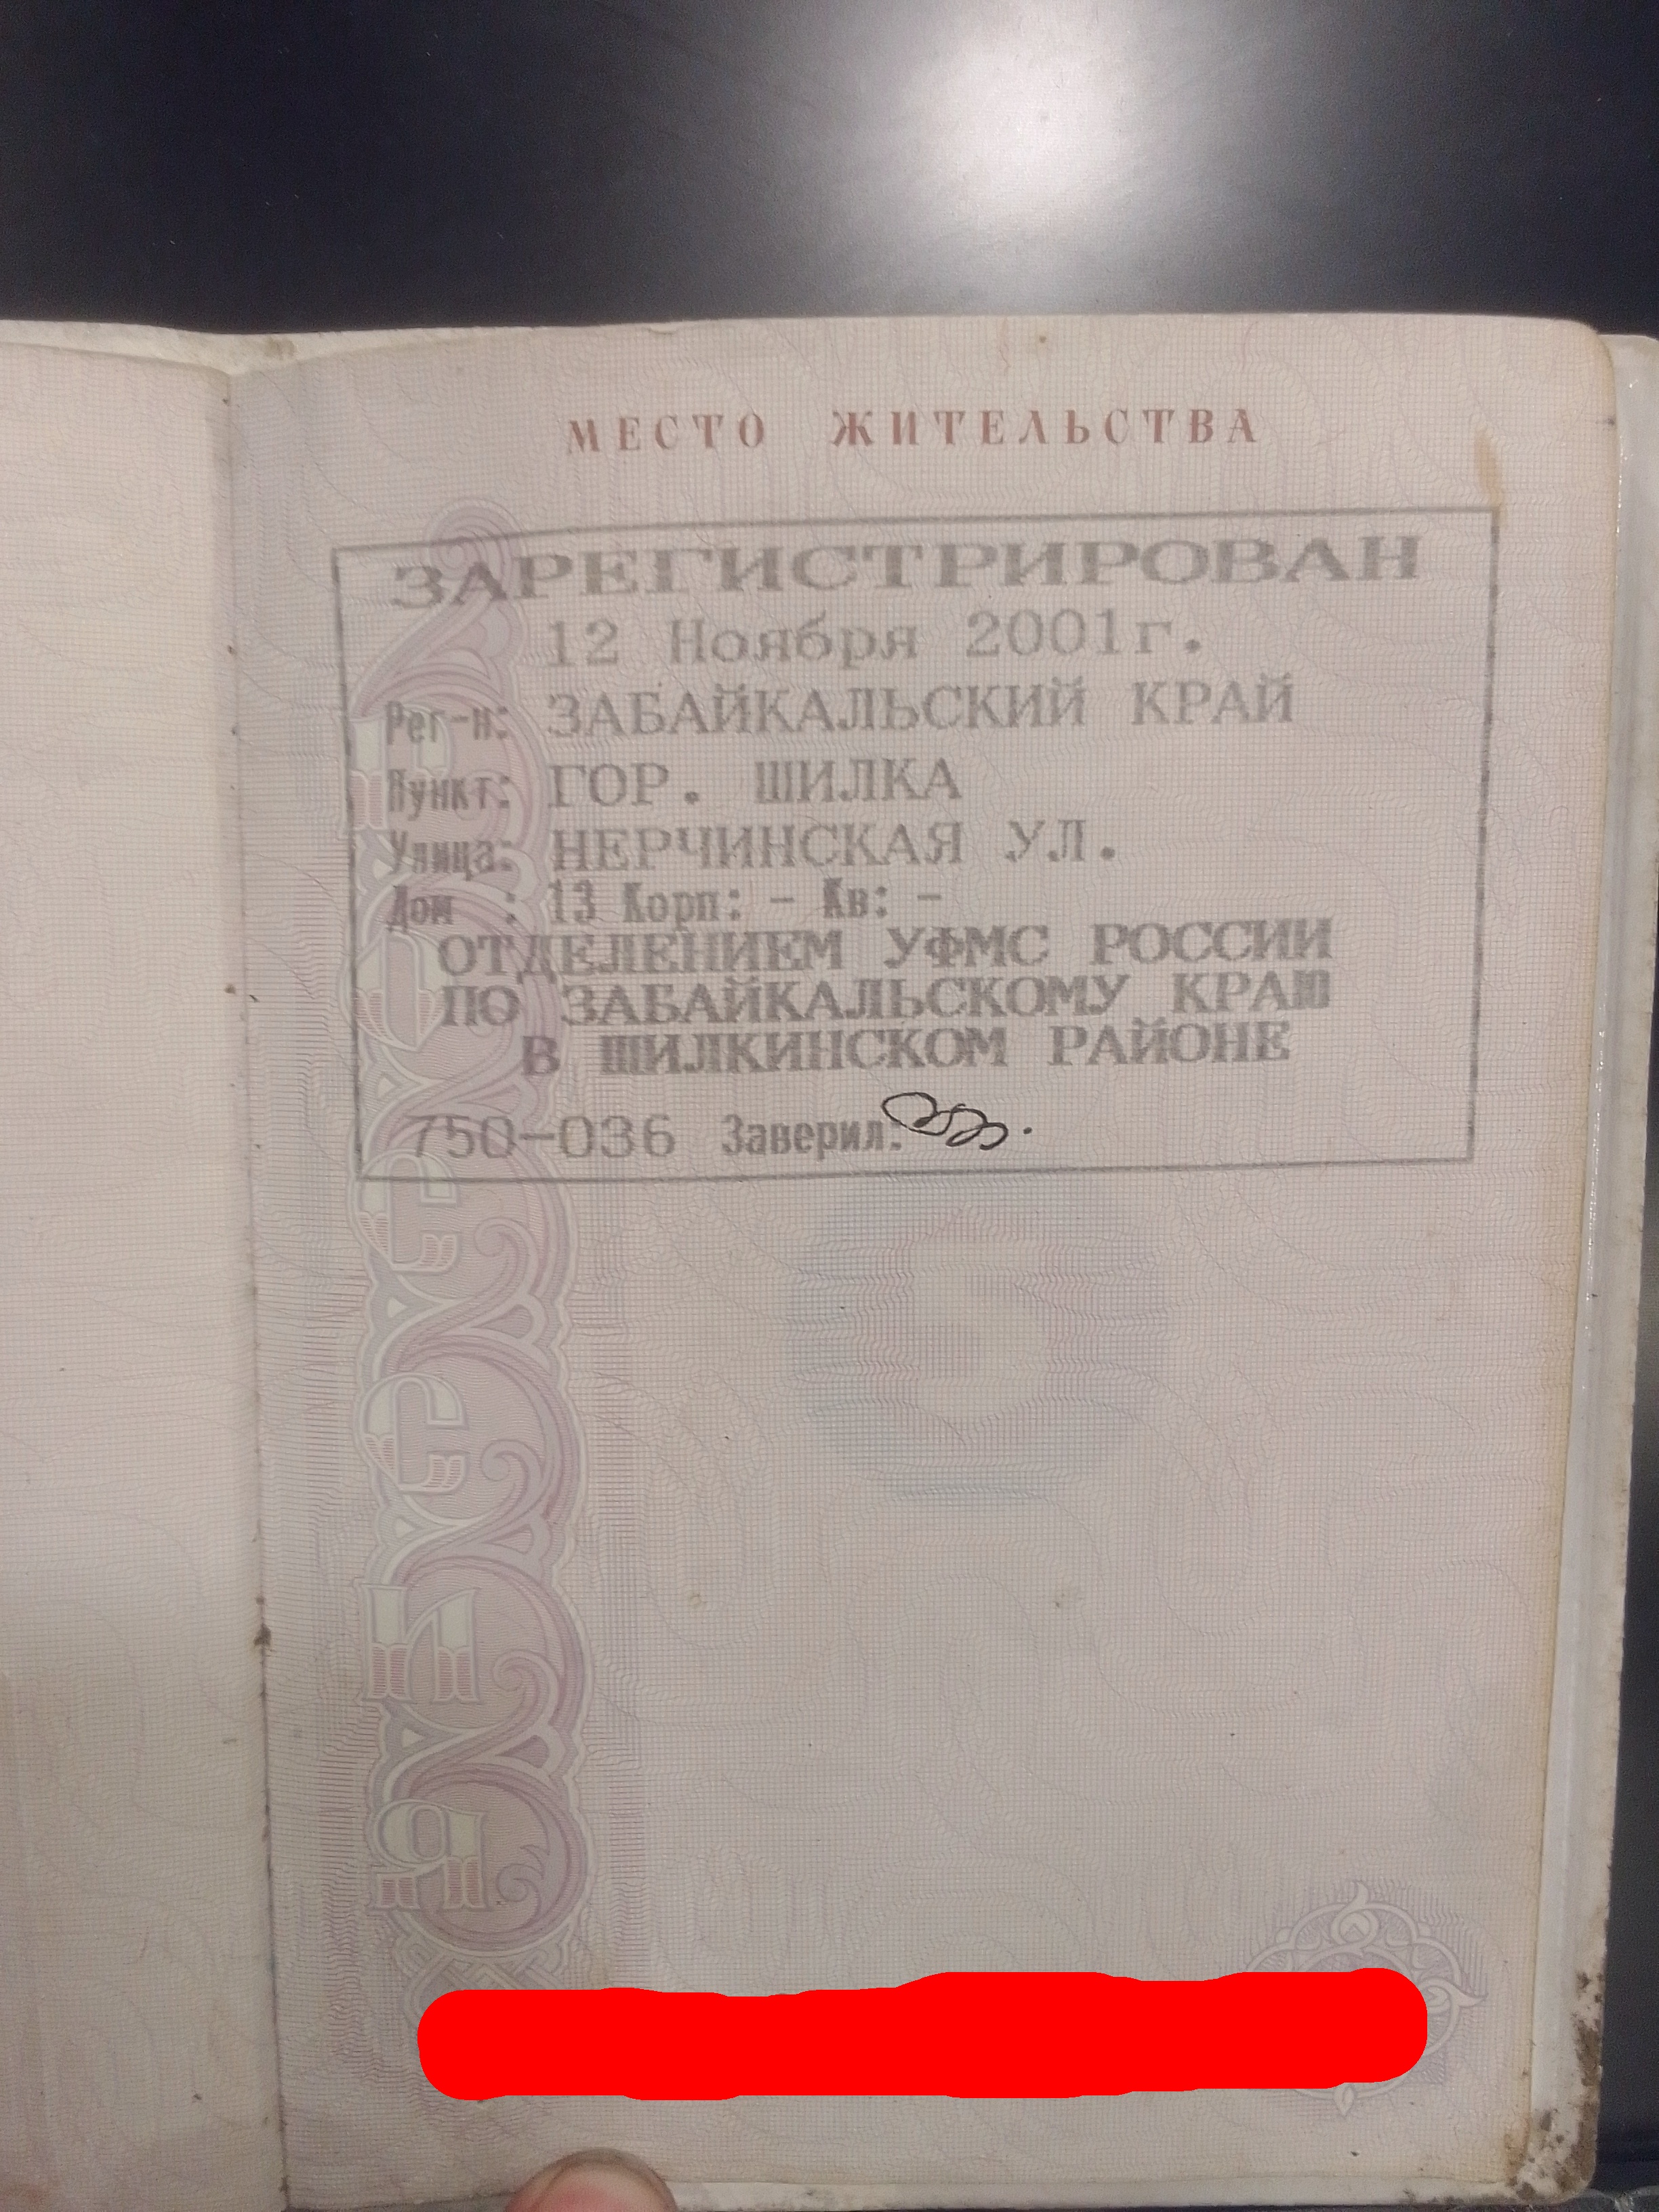 МЕСТО ЖИТЕЛЬСТВА
ЗАРЕГИСТРИРОВАН
12 Ноября 2001г.
Рег-н: ЗАБАЙКАЛЬСКИЙ КРАЙ
Пункт: ГОР. ШИЛКА
Улица: НЕРЧИНСКАЯ УЛ.
Дом : 13 Корп: - Кв: -
ОТДЕЛЕНИЕМ УФМС РОССИИ
ПО ЗАБАЙКАЛЬСКОМУ КРАЮ
В ШИЛКИНСКОМ РАЙОНЕ
750-036 Заверил: